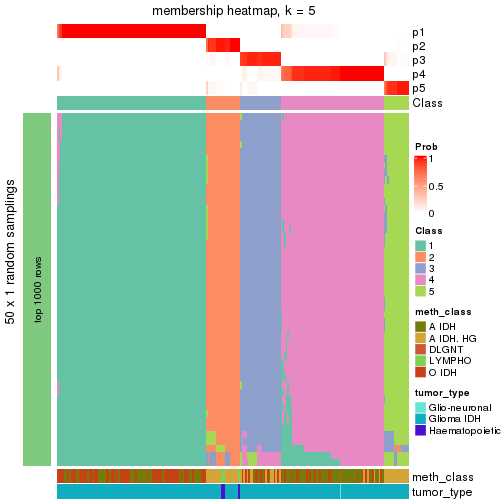 membership heatmap, k = 5
p1
p2
p3
p4
p5
Class
50 x 1 random samplings
top 1000 rows
Prob
1
0.5
0
Class
1
2
3
4
5
meth_class
A IDH
A IDH, HG
DLGNT
LYMPHO
O IDH
tumor_type
Glio-neuronal
Glioma IDH
Haematopoietic
meth_class
tumor_type